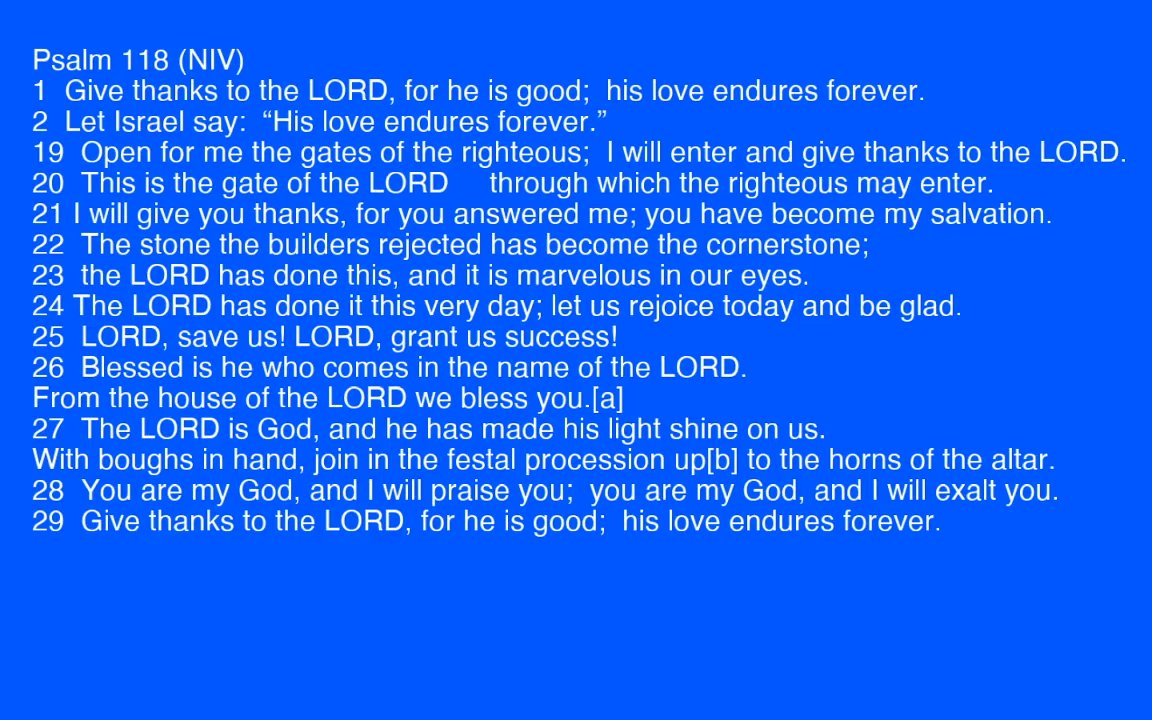 Psalm 118 (NIV)
1  Give thanks to the LORD, for he is good;  his love endures forever.
2  Let Israel say:  “His love endures forever.”
19  Open for me the gates of the righteous;  I will enter and give thanks to the LORD.
20  This is the gate of the LORD     through which the righteous may enter.
21 I will give you thanks, for you answered me; you have become my salvation.
22  The stone the builders rejected has become the cornerstone;
23  the LORD has done this, and it is marvelous in our eyes.
24 The LORD has done it this very day; let us rejoice today and be glad.
25  LORD, save us! LORD, grant us success!
26  Blessed is he who comes in the name of the LORD.
From the house of the LORD we bless you.[a]
27  The LORD is God, and he has made his light shine on us.
With boughs in hand, join in the festal procession up[b] to the horns of the altar.
28  You are my God, and I will praise you;  you are my God, and I will exalt you.
29  Give thanks to the LORD, for he is good;  his love endures forever.